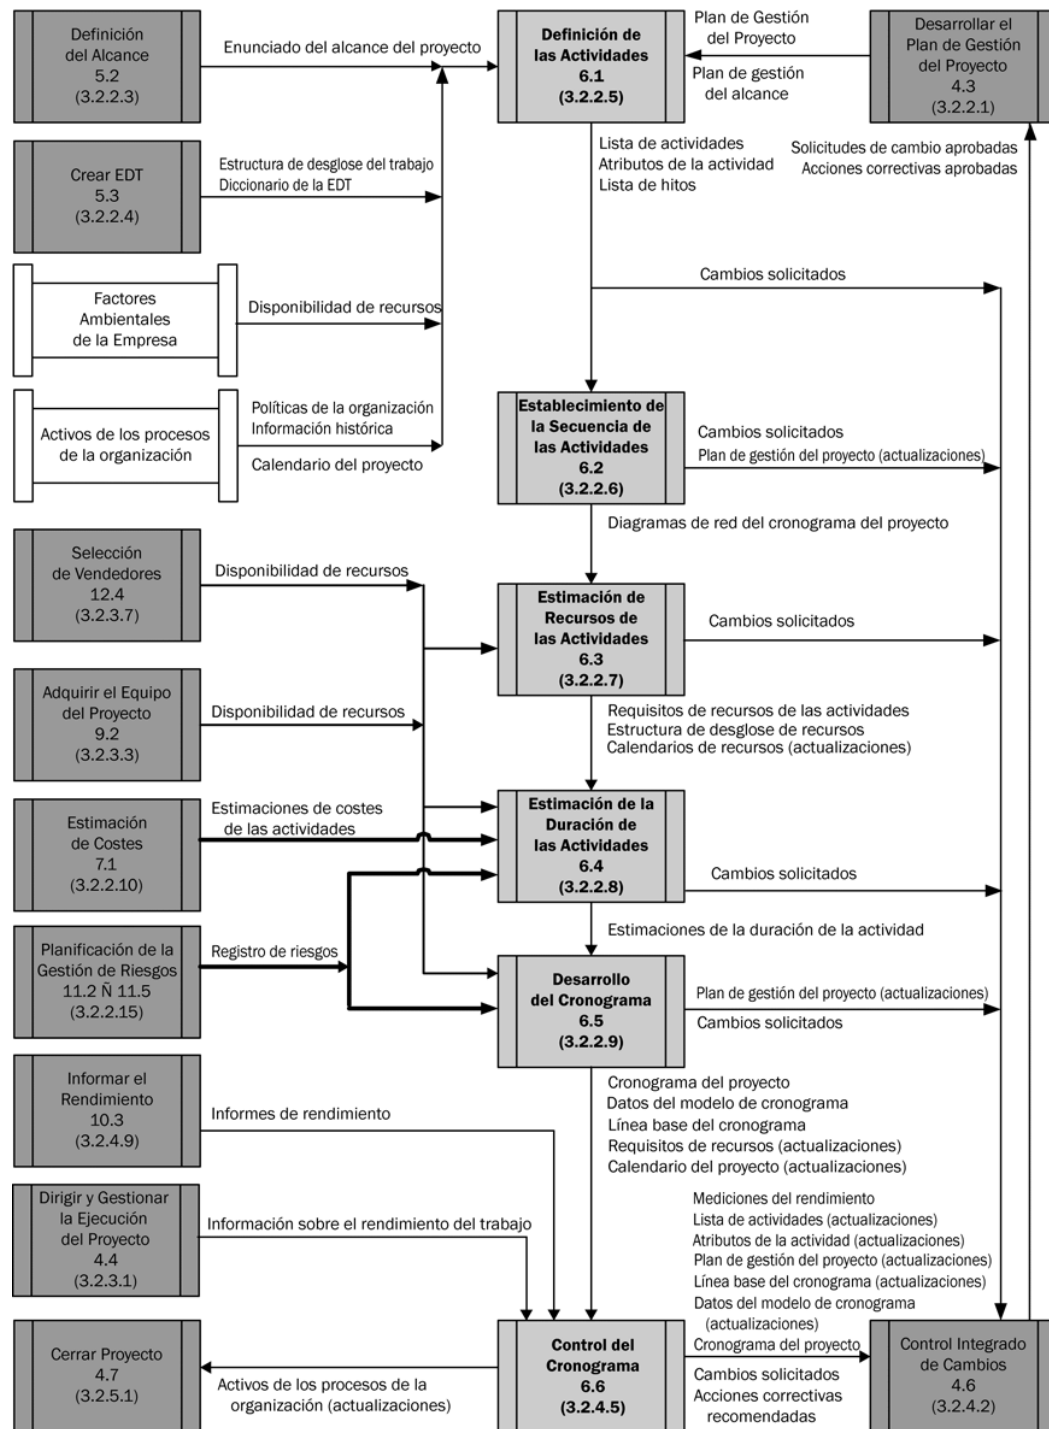 Definición
del Alcance
5.2
(3.2.2.3)
Enunciado del alcance del proyecto
Definición de
las Actividades
6.1
(3.2.2.5)
Plan de Gestión
del Proyecto
Plan de gestión
del alcance
Desarrollar el
Plan de Gestión
del Proyecto
4.3
(3.2.2.1)
Crear EDT
5.3
(3.2.2.4)
Estructura de desglose del trabajo
Diccionario de la EDT
Lista de actividades
Atributos de la actividad
Lista de hitos
Solicitudes de cambio aprobadas
Acciones correctivas aprobadas
Factores
Ambientales
de la Empresa
Disponibilidad de recursos
Cambios solicitados
Activos de los procesos
de la organización
Políticas de la organización
Información histórica
Calendario del proyecto
Establecimiento de
la Secuencia de
las Actividades
6.2
(3.2.2.6)
Cambios solicitados
Plan de gestión del proyecto (actualizaciones)
Diagramas de red del cronograma del proyecto
Selección
de Vendedores
12.4
(3.2.3.7)
Disponibilidad de recursos
Estimación de
Recursos de
las Actividades
6.3
(3.2.2.7)
Cambios solicitados
Adquirir el Equipo
del Proyecto
9.2
(3.2.3.3)
Disponibilidad de recursos
Requisitos de recursos de las actividades
Estructura de desglose de recursos
Calendarios de recursos (actualizaciones)
Estimación
de Costes
7.1
(3.2.2.10)
Estimaciones de costes
de las actividades
Estimación de la
Duración de
las Actividades
6.4
(3.2.2.8)
Cambios solicitados
Estimaciones de la duración de la actividad
Planificación de la
Gestión de Riesgos
11.2 Ñ 11.5
(3.2.2.15)
Registro de riesgos
Desarrollo
del Cronograma
6.5
(3.2.2.9)
Plan de gestión del proyecto (actualizaciones)
Cambios solicitados
Informar el
Rendimiento
10.3
(3.2.4.9)
Informes de rendimiento
Cronograma del proyecto
Datos del modelo de cronograma
Línea base del cronograma
Requisitos de recursos (actualizaciones)
Calendario del proyecto (actualizaciones)
Dirigir y Gestionar
la Ejecución
del Proyecto
4.4
(3.2.3.1)
Información sobre el rendimiento del trabajo
Mediciones del rendimiento
Lista de actividades (actualizaciones)
Atributos de la actividad (actualizaciones)
Plan de gestión del proyecto (actualizaciones)
Línea base del cronograma (actualizaciones)
Datos del modelo de cronograma
(actualizaciones)
Cronograma del proyecto
Cambios solicitados
Acciones correctivas
recomendadas
Cerrar Proyecto
4.7
(3.2.5.1)
Activos de los procesos de la
organización (actualizaciones)
Control del
Cronograma
6.6
(3.2.4.5)
Control Integrado
de Cambios
4.6
(3.2.4.2)